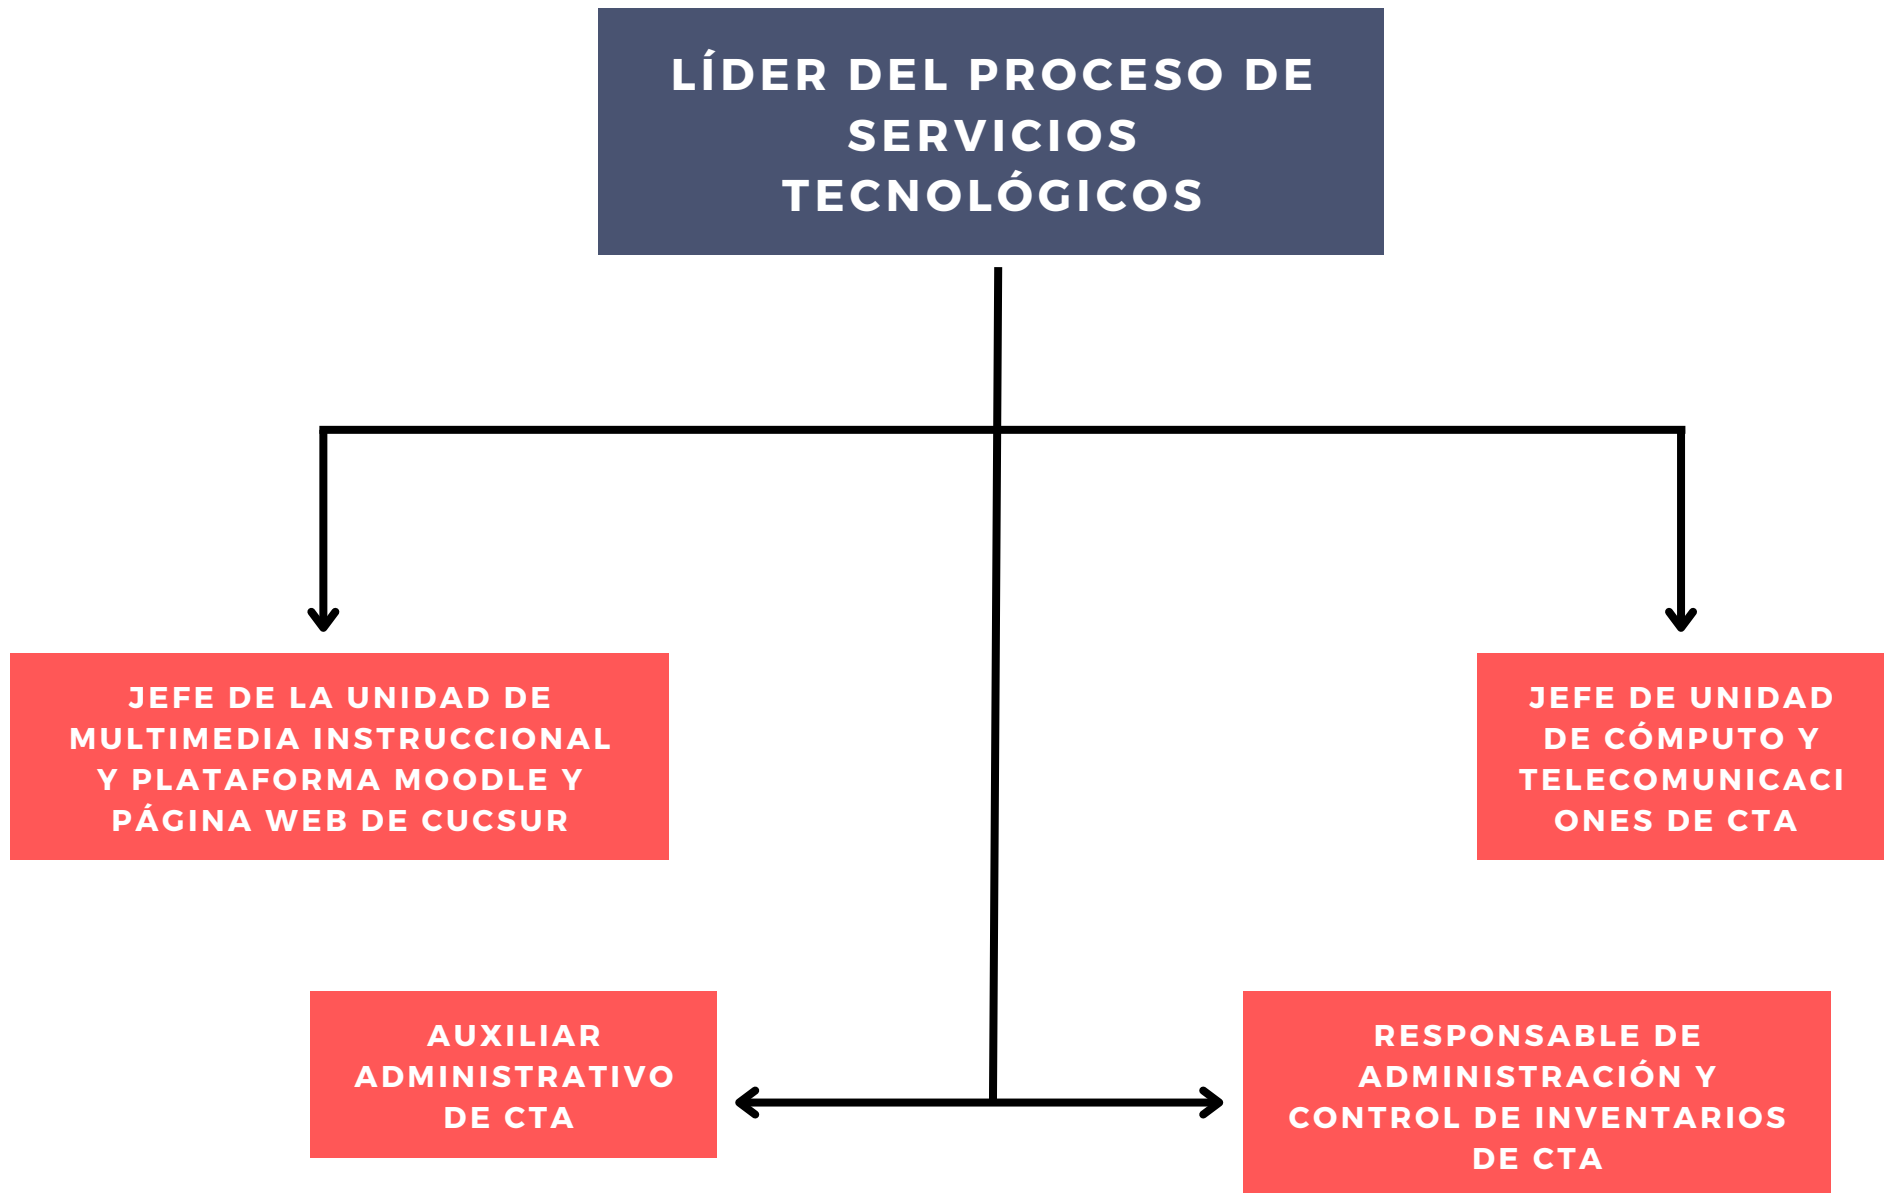 LÍDER DEL PROCESO DE
SERVICIOS
TECNOLÓGICOS
JEFE DE LA UNIDAD DE
MULTIMEDIA INSTRUCCIONAL
Y PLATAFORMA MOODLE Y
PÁGINA WEB DE CUCSUR
JEFE DE UNIDAD
DE CÓMPUTO Y
TELECOMUNICACI
ONES DE CTA
AUXILIAR
ADMINISTRATIVO
DE CTA
RESPONSABLE DE
ADMINISTRACIÓN Y
CONTROL DE INVENTARIOS
DE CTA